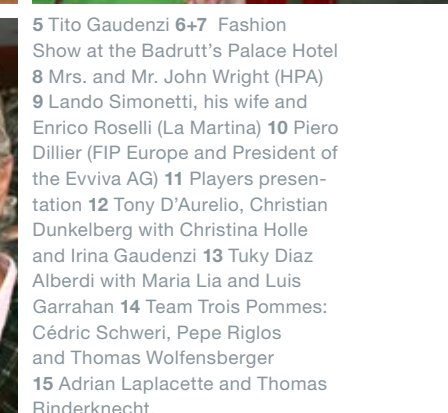 5 Tito Gaudenzi 6+7 Fashion
Show at the Badrutt's Palace Hotel
8 Mrs. and Mr. John Wright (HPA)
9 Lando Simonetti, his wife and
Enrico Roselli (La Martina) 10 Piero
Dillier (FIP Europe and President of
the Evviva AG) 11 Players presen-
tation 12 Tony D'Aurelio, Christian
Dunkelberg with Christina Holle
and Irina Gaudenzi 13 Tuky Diaz
Alberdi with Maria Lia and Luis
Garrahan 14 Team Trois Pommes:
Cédric Schweri, Pepe Riglos
and Thomas Wolfensberger
15 Adrian Laplacette and Thomas
Rinderknecht